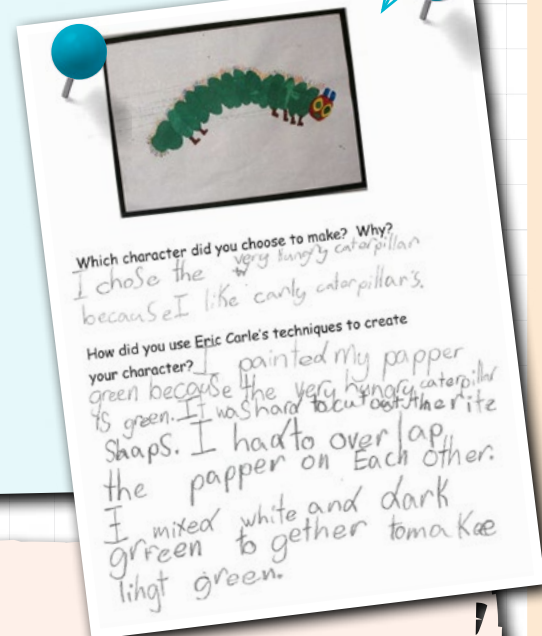 Which character did you choose to make? Why?
I chose the very hungry caterpillar
because I like carly caterpillar's.
How did you use Eric Carle's techniques to create
your character? I painted my papper
green because the very hungry caterpillar
is green. It was hard to cut out the rite
Shaps. I had to over lap
the papper on Each other.
I mixed white and dark
grreen to gether to makae
lihgt green.